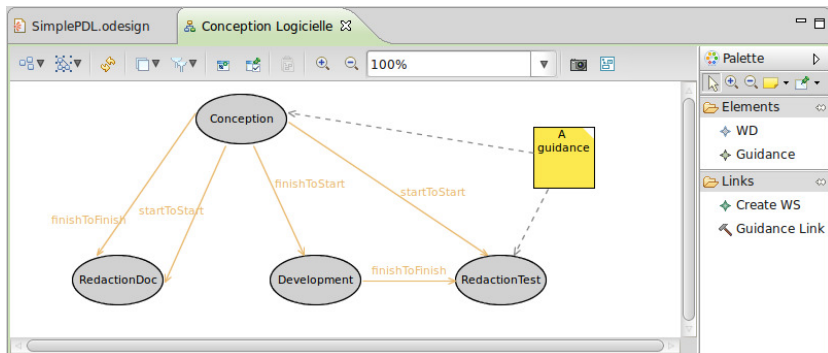 SimplePDL.odesign
Conception Logicielle
100%
Palette
Elements
WD
Guidance
Links
Create WS
Guidance Link
Conception
A
guidance
finishToStart
startToStart
startToStart
finishToFinish
finishToFinish
RedactionDoc
Development
RedactionTest